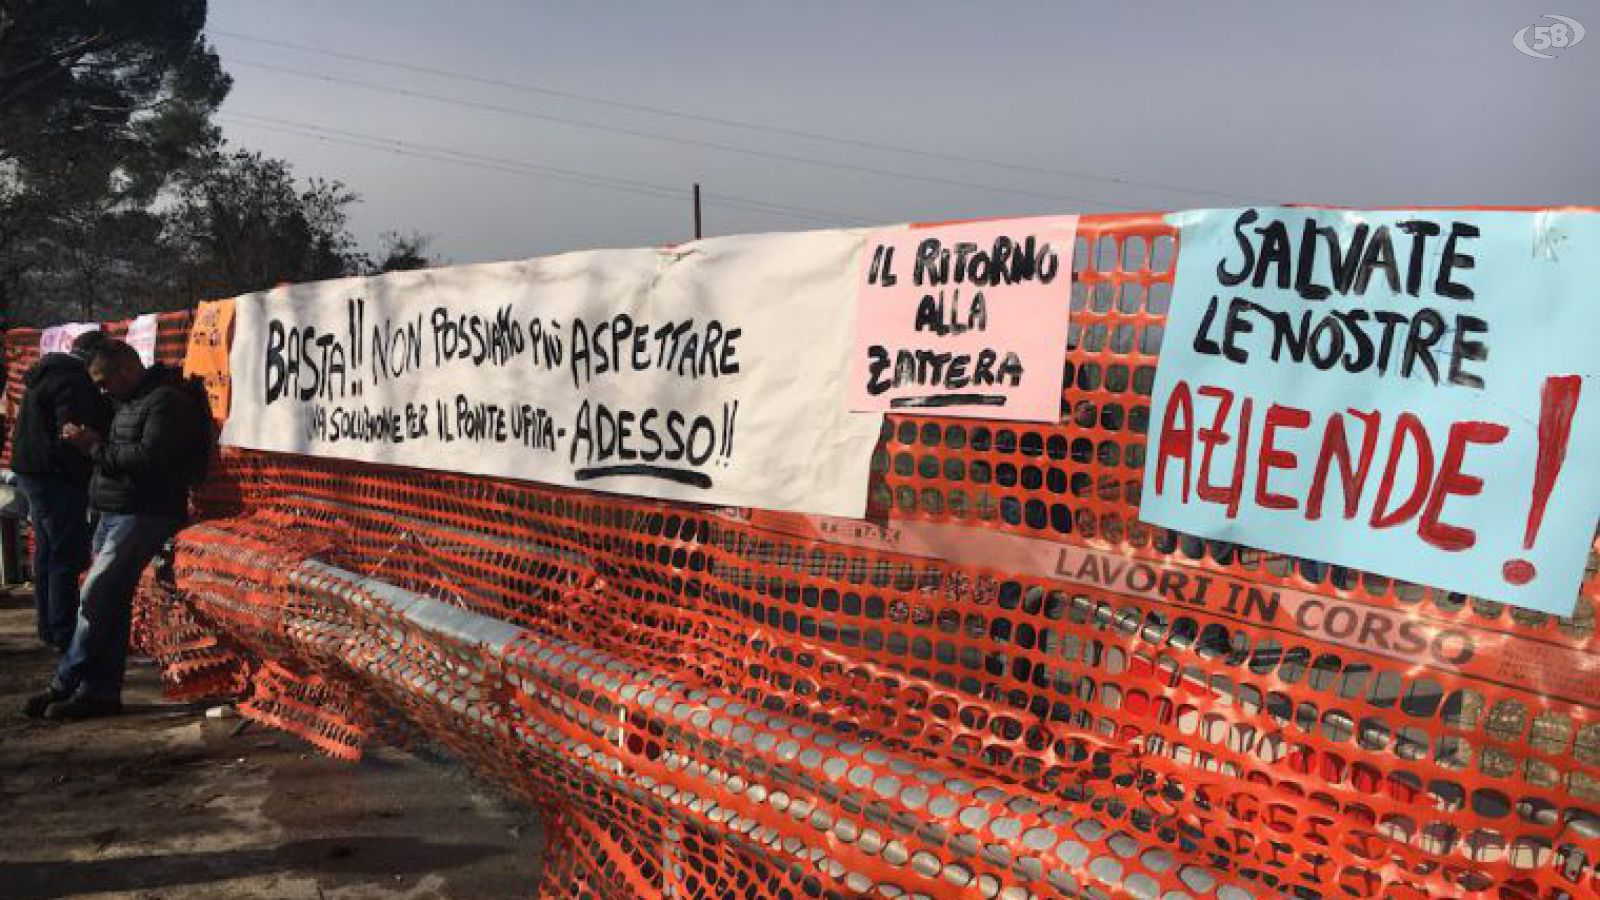 58
BASTA!! NON POSSIAMO PIÙ ASPETTARE
UNA SOLUZIONE PER IL PONTE UFITA - ADESSO!!
IL RITORNO
ALLA
ZATTERA
SALVATE
LE NOSTRE
AZIENDE!
LAVORI IN CORSO